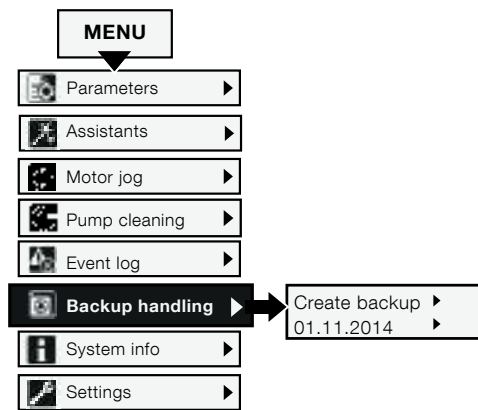 MENU
Parameters
Assistants
Motor jog
Pump cleaning
Event log
Backup handling
Create backup
01.11.2014
System info
Settings